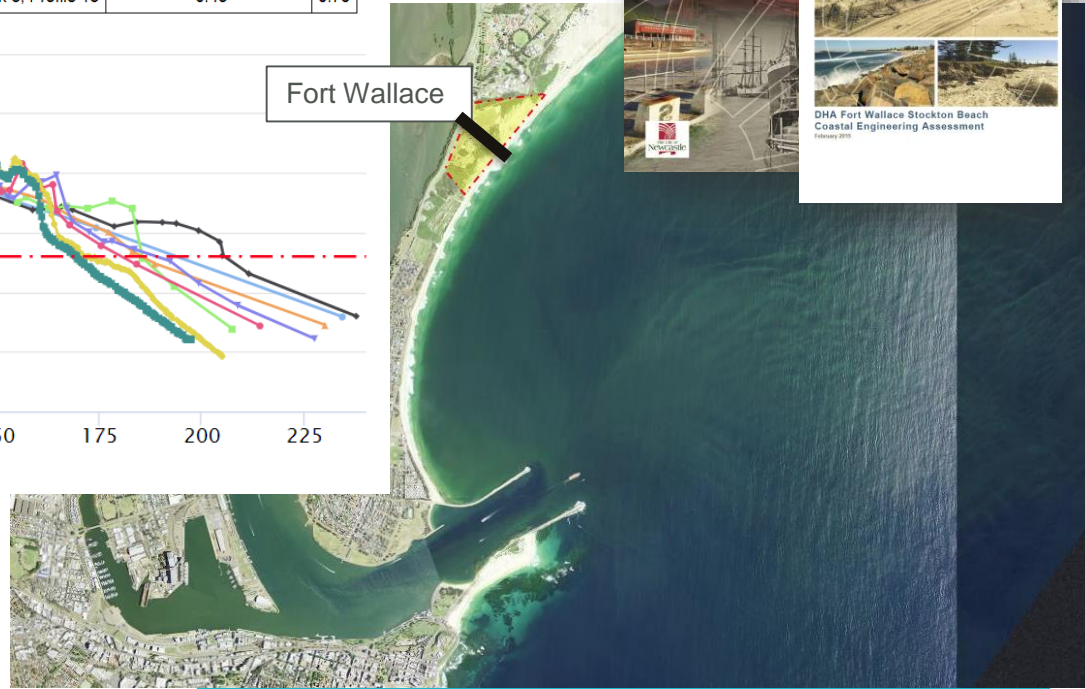 Fort Wallace
DHA Fort Wallace Stockton Beach
Coastal Engineering Assessment
February 2015
Newcastle
175
200
225